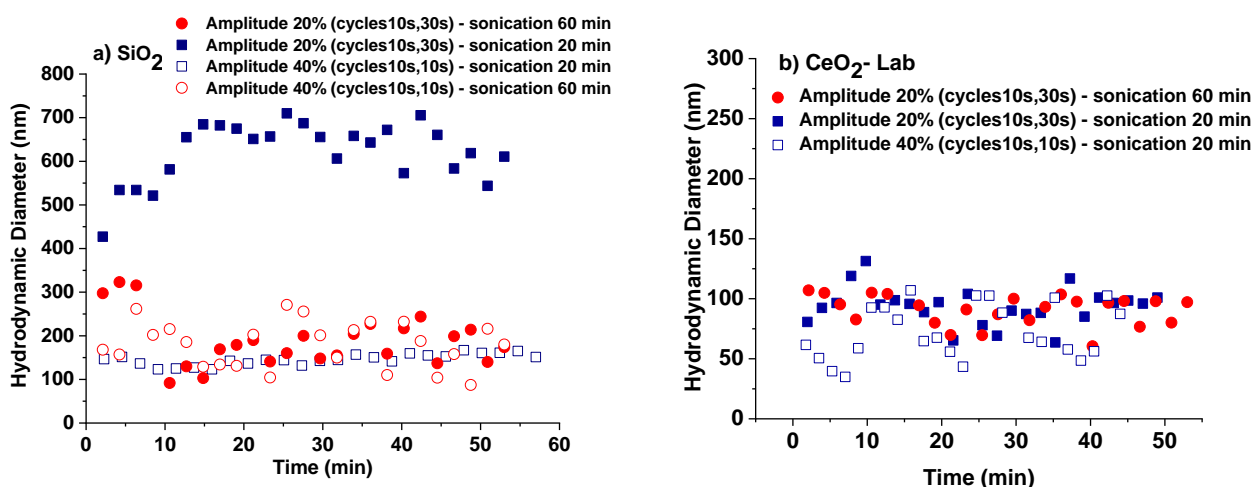 Amplitude 20% (cycles10s,30s) - sonication 60 min
a) SiO2
Amplitude 20% (cycles10s,30s) - sonication 20 min
Amplitude 40% (cycles10s,10s) - sonication 20 min
Amplitude 40% (cycles10s,10s) - sonication 60 min
800
700
600
500
400
300
200
100
0
Hydrodynamic Diameter (nm)
0 10 20 30 40 50 60
Time (min)
b) CeO2- Lab
Amplitude 20% (cycles10s,30s) - sonication 60 min
Amplitude 20% (cycles10s,30s) - sonication 20 min
Amplitude 40% (cycles10s,10s) - sonication 20 min
300
250
200
150
100
50
0
Hydrodynamic Diameter (nm)
0 10 20 30 40 50
Time (min)